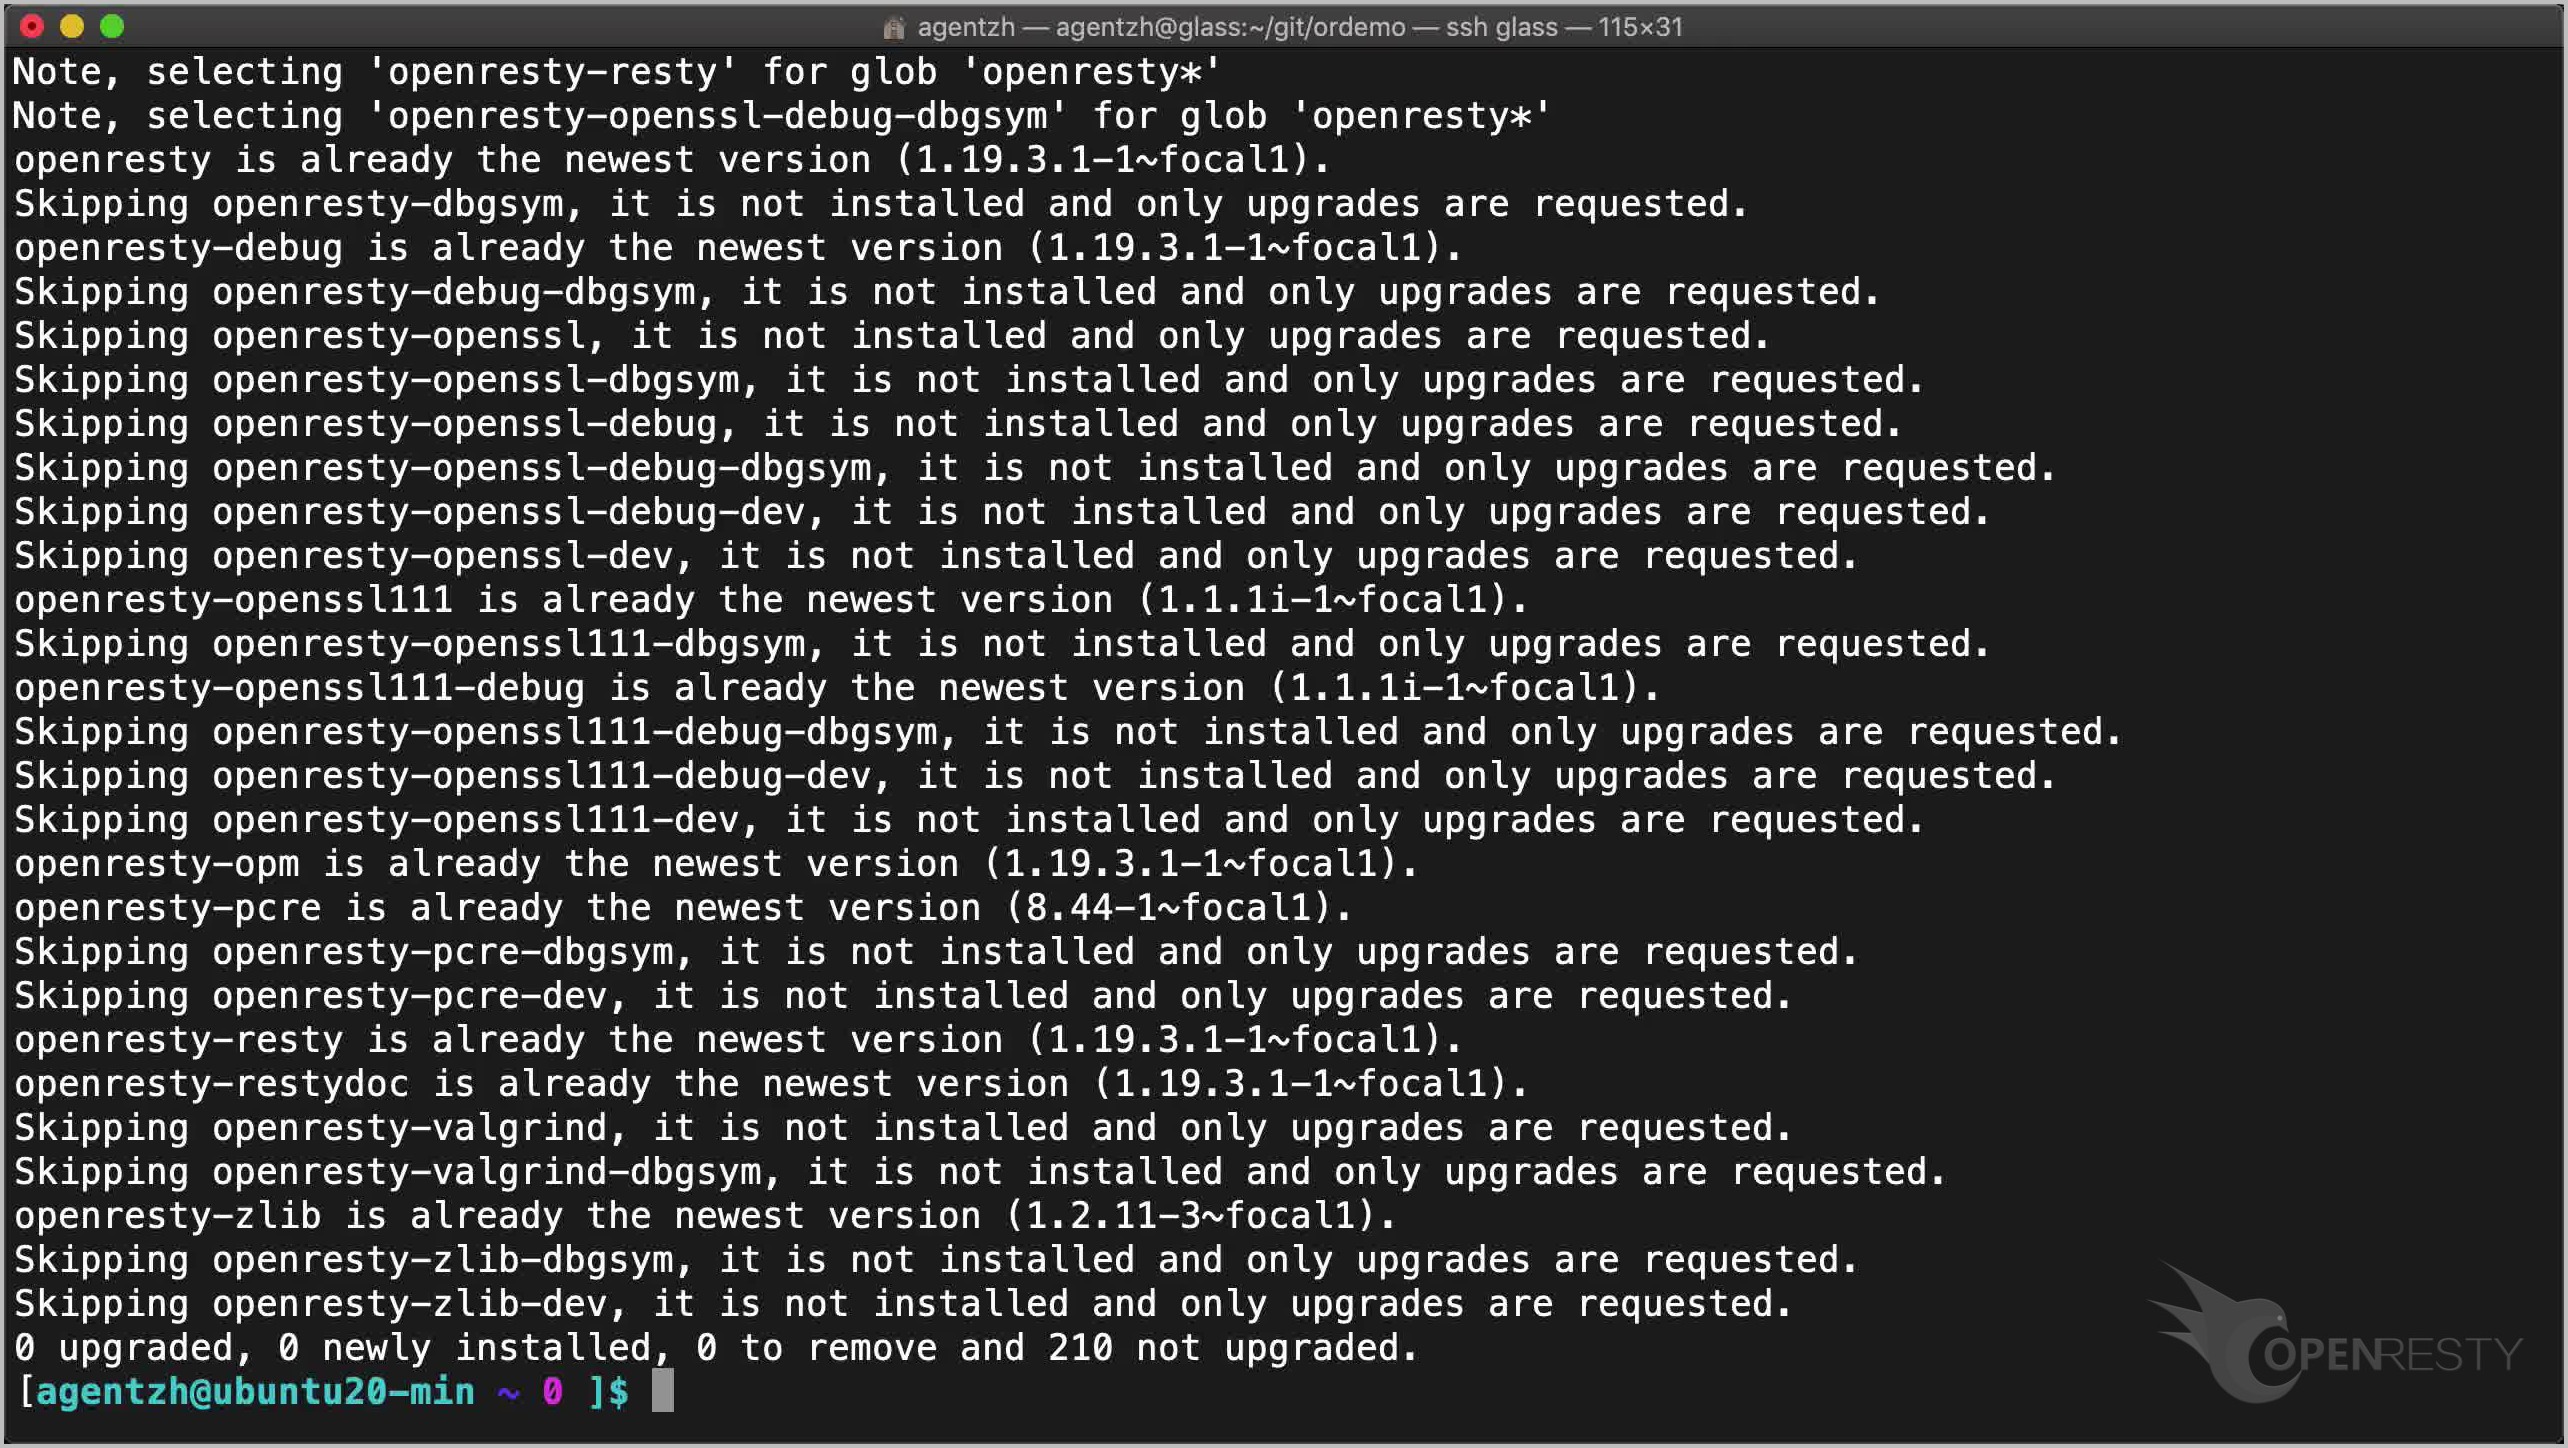 agentzh — agentzh@glass:~/git/ordemo — ssh glass — 115×31
Note, selecting 'openresty-resty' for glob 'openresty*'
Note, selecting 'openresty-openssl-debug-dbgsym' for glob 'openresty*'
openresty is already the newest version (1.19.3.1-1~focal1).
Skipping openresty-dbgsym, it is not installed and only upgrades are requested.
openresty-debug is already the newest version (1.19.3.1-1~focal1).
Skipping openresty-debug-dbgsym, it is not installed and only upgrades are requested.
Skipping openresty-openssl, it is not installed and only upgrades are requested.
Skipping openresty-openssl-dbgsym, it is not installed and only upgrades are requested.
Skipping openresty-openssl-debug, it is not installed and only upgrades are requested.
Skipping openresty-openssl-debug-dbgsym, it is not installed and only upgrades are requested.
Skipping openresty-openssl-debug-dev, it is not installed and only upgrades are requested.
Skipping openresty-openssl-dev, it is not installed and only upgrades are requested.
openresty-openssl111 is already the newest version (1.1.1i-1~focal1).
Skipping openresty-openssl111-dbgsym, it is not installed and only upgrades are requested.
openresty-openssl111-debug is already the newest version (1.1.1i-1~focal1).
Skipping openresty-openssl111-debug-dbgsym, it is not installed and only upgrades are requested.
Skipping openresty-openssl111-debug-dev, it is not installed and only upgrades are requested.
Skipping openresty-openssl111-dev, it is not installed and only upgrades are requested.
openresty-opm is already the newest version (1.19.3.1-1~focal1).
openresty-pcre is already the newest version (8.44-1~focal1).
Skipping openresty-pcre-dbgsym, it is not installed and only upgrades are requested.
Skipping openresty-pcre-dev, it is not installed and only upgrades are requested.
openresty-resty is already the newest version (1.19.3.1-1~focal1).
openresty-restydoc is already the newest version (1.19.3.1-1~focal1).
Skipping openresty-valgrind, it is not installed and only upgrades are requested.
Skipping openresty-valgrind-dbgsym, it is not installed and only upgrades are requested.
openresty-zlib is already the newest version (1.2.11-3~focal1).
Skipping openresty-zlib-dbgsym, it is not installed and only upgrades are requested.
Skipping openresty-zlib-dev, it is not installed and only upgrades are requested.
0 upgraded, 0 newly installed, 0 to remove and 210 not upgraded.
[agentzh@ubuntu20-min ~ 0 ]$
OPENRESTY